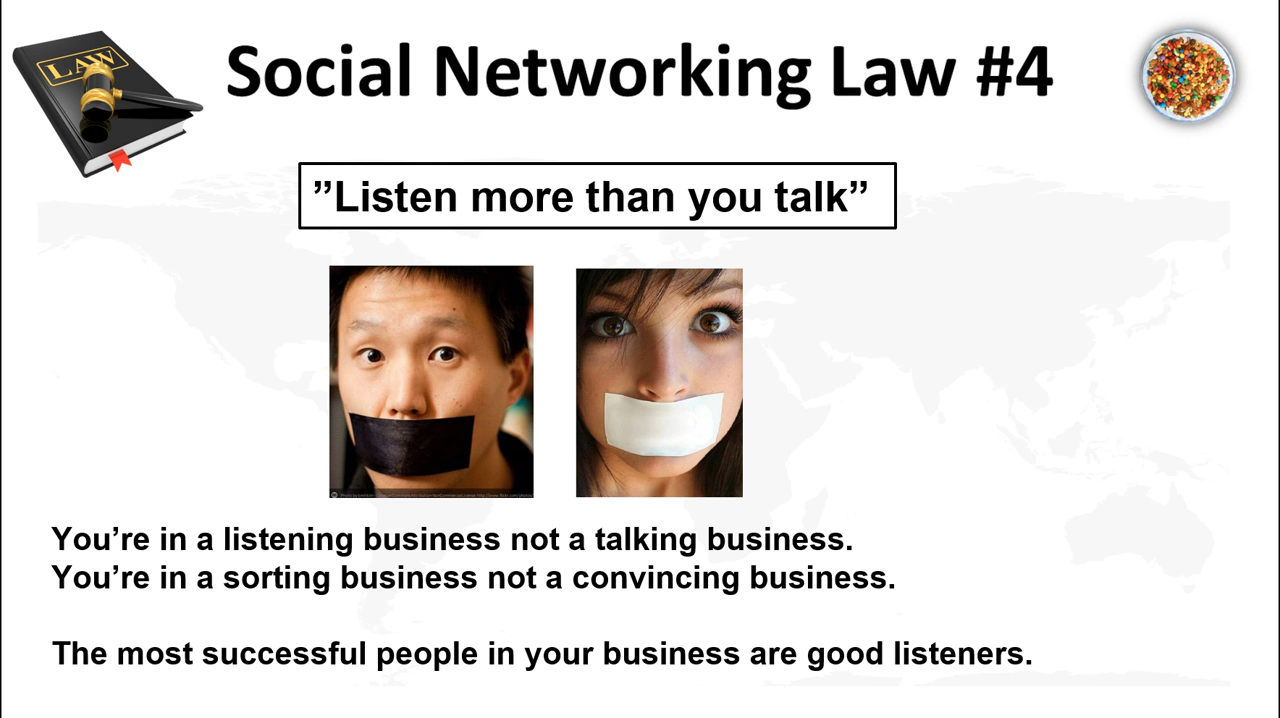 LAW
Social Networking Law #4
”Listen more than you talk”
You’re in a listening business not a talking business.
You’re in a sorting business not a convincing business.
The most successful people in your business are good listeners.